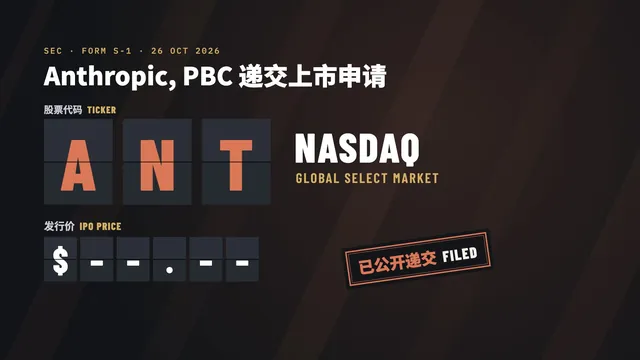 SEC · FORM S-1 · 26 OCT 2026
Anthropic, PBC 递交上市申请
股票代码 TICKER
ANT
NASDAQ
GLOBAL SELECT MARKET
发行价 IPO PRICE
$--.--
已公开递交 FILED